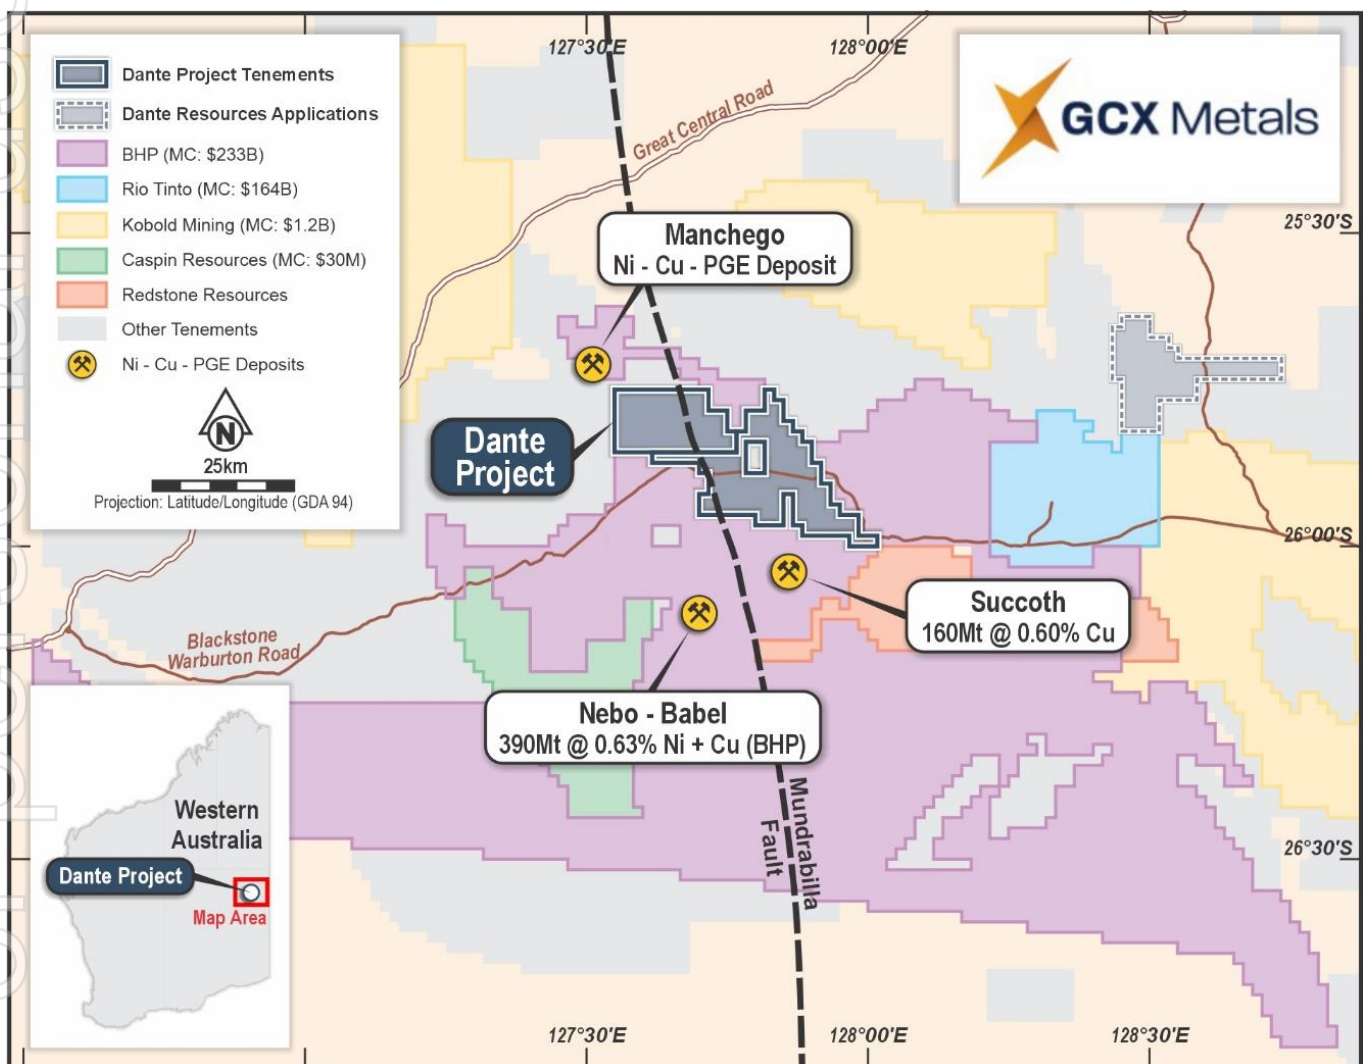 127°30'E
128°00'E
Dante Project Tenements
Dante Resources Applications
BHP (MC: $233B)
Rio Tinto (MC: $164B)
Kobold Mining (MC: $1.2B)
Caspin Resources (MC: $30M)
Redstone Resources
Other Tenements
Ni - Cu - PGE Deposits
N
25km
Projection: Latitude/Longitude (GDA 94)
GCX Metals
Great Central Road
25°30'S
Manchego
Ni - Cu - PGE Deposit
Dante
Project
26°00'S
Succoth
160Mt @ 0.60% Cu
Blackstone
Warburton Road
Nebo - Babel
390Mt @ 0.63% Ni + Cu (BHP)
Mundrabilla
Fault
26°30'S
Western
Australia
Dante Project
Map Area
127°30'E
128°00'E
128°30'E